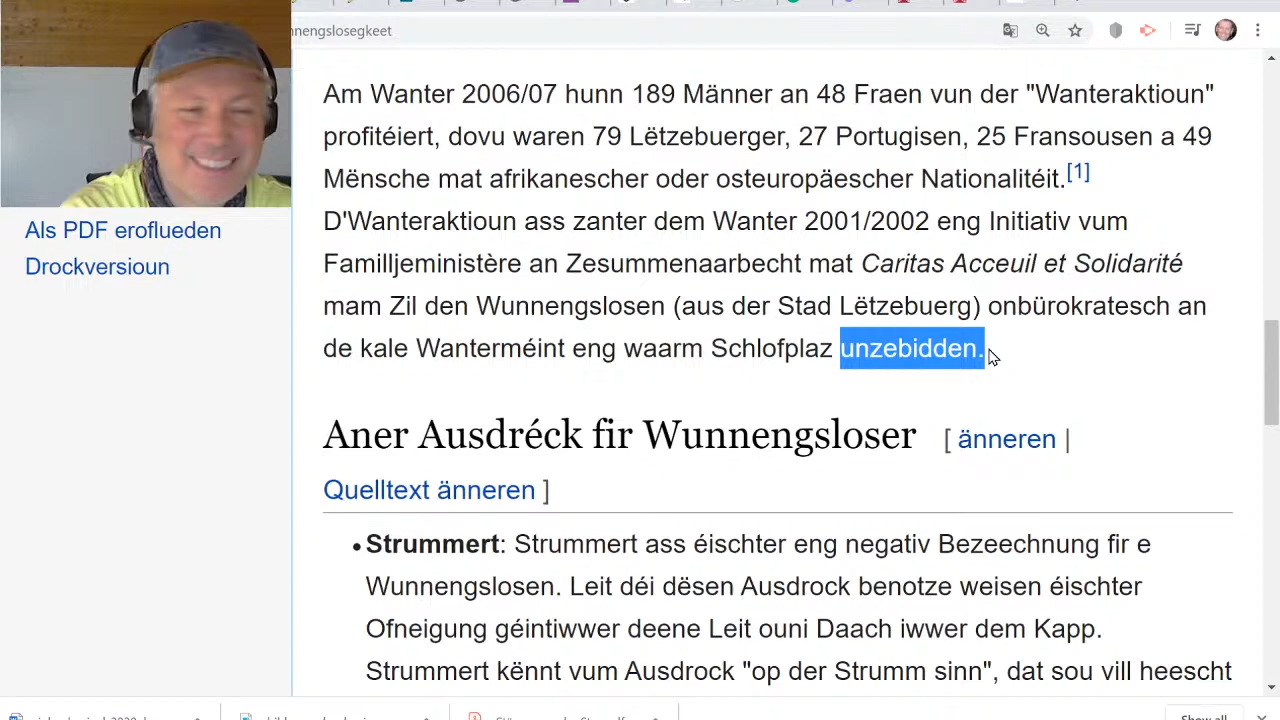 nnengslosegkeet
Als PDF eroflueden
Drockversioun
Am Wanter 2006/07 hunn 189 Männer an 48 Fraen vun der "Wanteraktioun"
profitéiert, dovu waren 79 Lëtzebuerger, 27 Portugisen, 25 Fransousen a 49
Mënsche mat afrikanescher oder osteuropäescher Nationalitéit.[1]
D'Wanteraktioun ass zanter dem Wanter 2001/2002 eng Initiativ vum
Familljeministère an Zesummenaarbecht mat Caritas Acceuil et Solidarité
mam Zil den Wunnengslosen (aus der Stad Lëtzebuerg) onbürokratesch an
de kale Wanterméint eng waarm Schlofplaz unzebidden.
Aner Ausdréck fir Wunnengsloser [ änneren |
Quelltext änneren ]
• Strummert: Strummert ass éischter eng negativ Bezeechnung fir e
Wunnengslosen. Leit déi dësen Ausdrock benotze weisen éischter
Ofneigung géintiwwer deene Leit ouni Daach iwwer dem Kapp.
Strummert kënnt vum Ausdrock "op der Strumm sinn", dat sou vill heescht
Show all